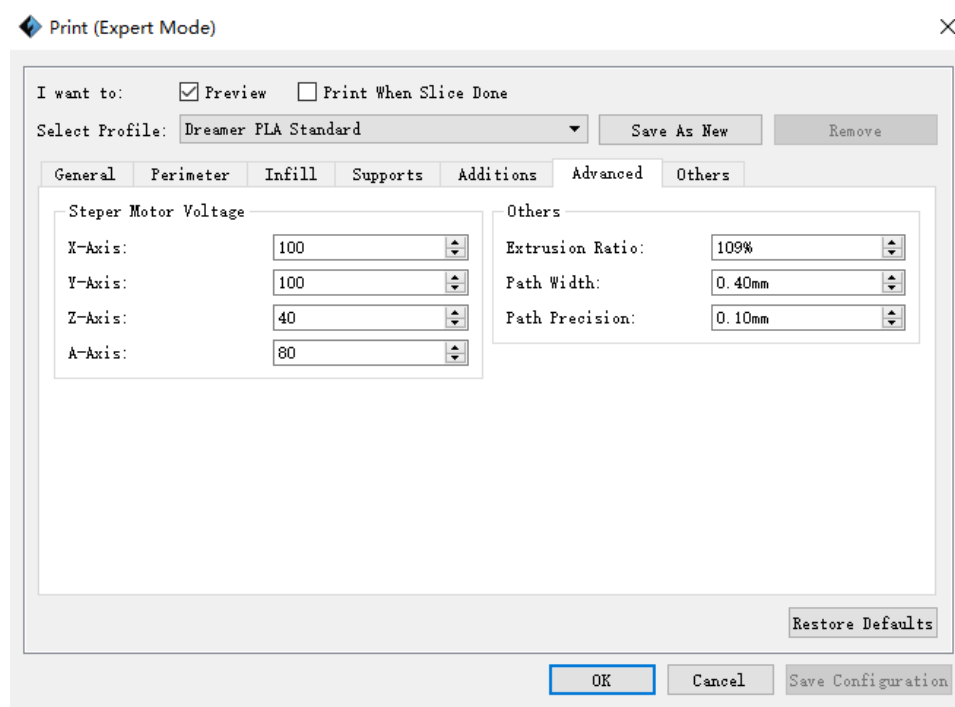 Print (Expert Mode)
I want to: Preview Print When Slice Done
Select Profile: Dreamer PLA Standard Save As New Remove
General Perimeter Infill Supports Additions Advanced Others
Steper Motor Voltage
X-Axis: 100
Y-Axis: 100
Z-Axis: 40
A-Axis: 80
Others
Extrusion Ratio: 109%
Path Width: 0.40mm
Path Precision: 0.10mm
Restore Defaults
OK Cancel Save Configuration